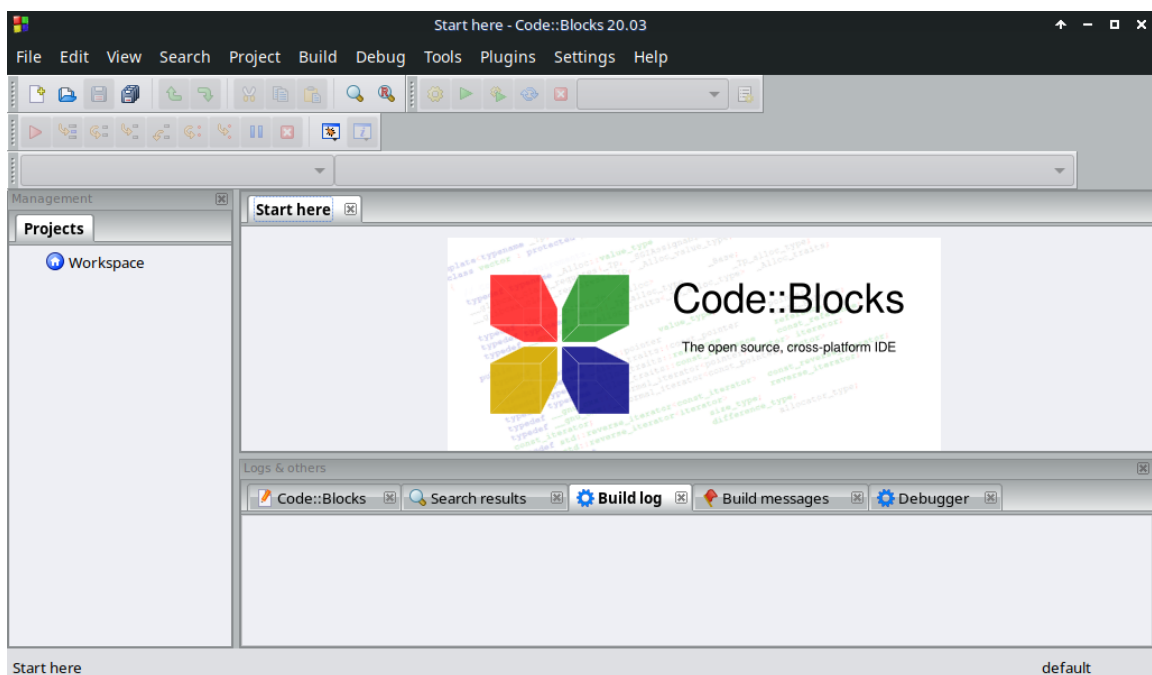 Start here - Code::Blocks 20.03
File Edit View Search Project Build Debug Tools Plugins Settings Help
Management
Projects
Workspace
Start here
Code::Blocks
The open source, cross-platform IDE
Logs & others
Code::Blocks Search results Build log Build messages Debugger
Start here default